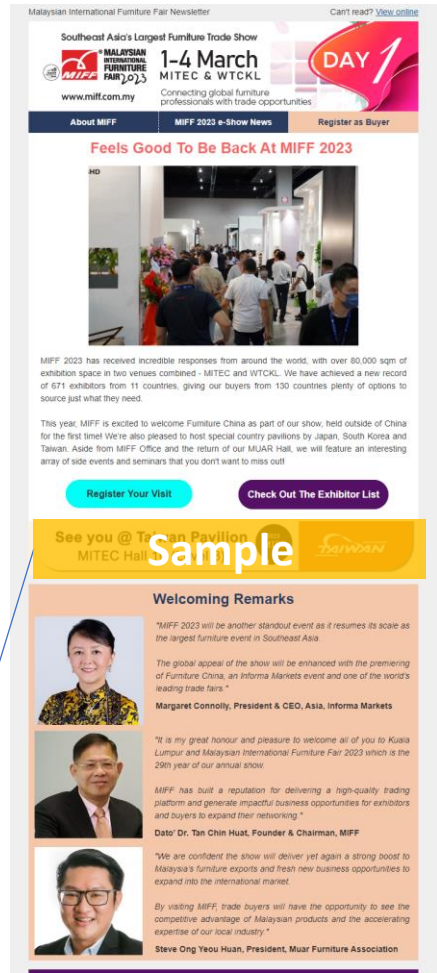 Malaysian International Furniture Fair Newsletter
Can't read? View online
Southeast Asia's Largest Furniture Trade Show
MIFF
MALAYSIAN
INTERNATIONAL
FURNITURE
FAIR 2023
1-4 March
MITEC & WTCKL
DAY 1
www.miff.com.my
Connecting global furniture
professionals with trade opportunities
About MIFF
MIFF 2023 e-Show News
Register as Buyer
Feels Good To Be Back At MIFF 2023
HD
MIFF 2023 has received incredible responses from around the world, with over 80,000 sqm of
exhibition space in two venues combined - MITEC and WTCKL. We have achieved a new record
of 671 exhibitors from 11 countries, giving our buyers from 130 countries plenty of options to
source just what they need.
This year, MIFF is excited to welcome Furniture China as part of our show, held outside of China
for the first time! We're also pleased to host special country pavilions by Japan, South Korea and
Taiwan. Aside from MIFF Office and the return of our MUAR Hall, we will feature an interesting
array of side events and seminars that you don't want to miss out!
Register Your Visit
Check Out The Exhibitor List
See you @ Taiwan Pavilion
MITEC Hall
Sample
TAIWAN
Welcoming Remarks
"MIFF 2023 will be another standout event as it resumes its scale as
the largest furniture event in Southeast Asia.
The global appeal of the show will be enhanced with the premiering
of Furniture China, an Informa Markets event and one of the world's
leading trade fairs."
Margaret Connolly, President & CEO, Asia, Informa Markets
"It is my great honour and pleasure to welcome all of you to Kuala
Lumpur and Malaysian International Furniture Fair 2023 which is the
29th year of our annual show.
MIFF has built a reputation for delivering a high-quality trading
platform and generate impactful business opportunities for exhibitors
and buyers to expand their networking."
Dato' Dr. Tan Chin Huat, Founder & Chairman, MIFF
"We are confident the show will deliver yet again a strong boost to
Malaysia's furniture exports and fresh new business opportunities to
expand into the international market.
By visiting MIFF, trade buyers will have the opportunity to see the
competitive advantage of Malaysian products and the accelerating
expertise of our local industry."
Steve Ong Yeou Huan, President, Muar Furniture Association